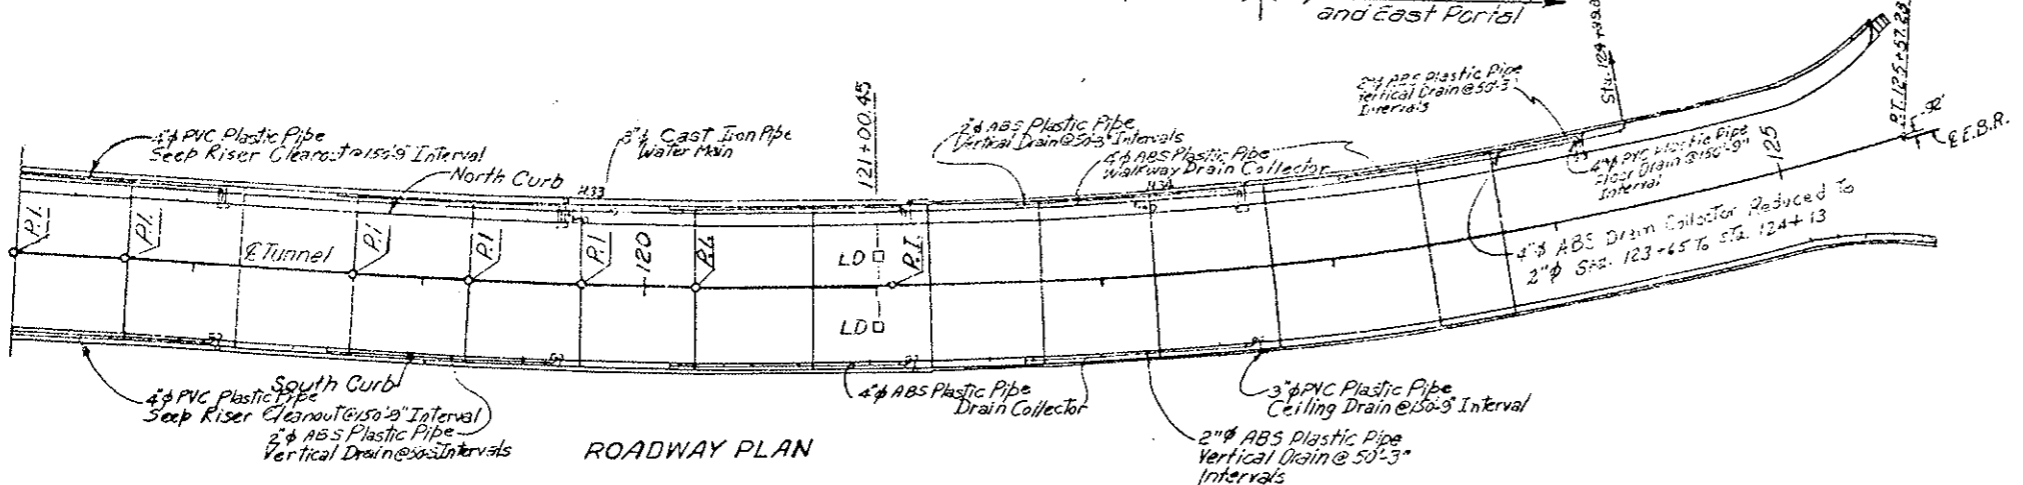 and East Portal
P.T. 125+57.23
.92'
℄ E.B.R.
4"ϕ PVC Plastic Pipe
Seep Riser Cleanout @ 150'-9" Interval
North Curb
Cast Iron Pipe
Water Main
1133
121+00.45
2"ϕ ABS Plastic Pipe
Vertical Drain @ 50'-3" Intervals
4"ϕ ABS Plastic Pipe
Walkway Drain Collector
2"ϕ ABS Plastic Pipe
Vertical Drain @ 50'-3"
Intervals
4"ϕ PVC Plastic Pipe
Floor Drain @ 150'-9"
Interval
125
P.I.
P.I.
℄ Tunnel
P.I
P.I
P.I
120
P.I.
LD
P.I.
LD
4"ϕ ABS Drain Collector Reduced To
2"ϕ Sta. 123+65 To Sta. 124+13
South Curb
4"ϕ PVC Plastic Pipe
Seep Riser Cleanout @ 150'-9" Interval
2"ϕ ABS Plastic Pipe
Vertical Drain @ 50'-3" Intervals
4"ϕ ABS Plastic Pipe
Drain Collector
3"ϕ PVC Plastic Pipe
Ceiling Drain @ 150'-9" Interval
2"ϕ ABS Plastic Pipe
Vertical Drain @ 50'-3"
Intervals
ROADWAY PLAN